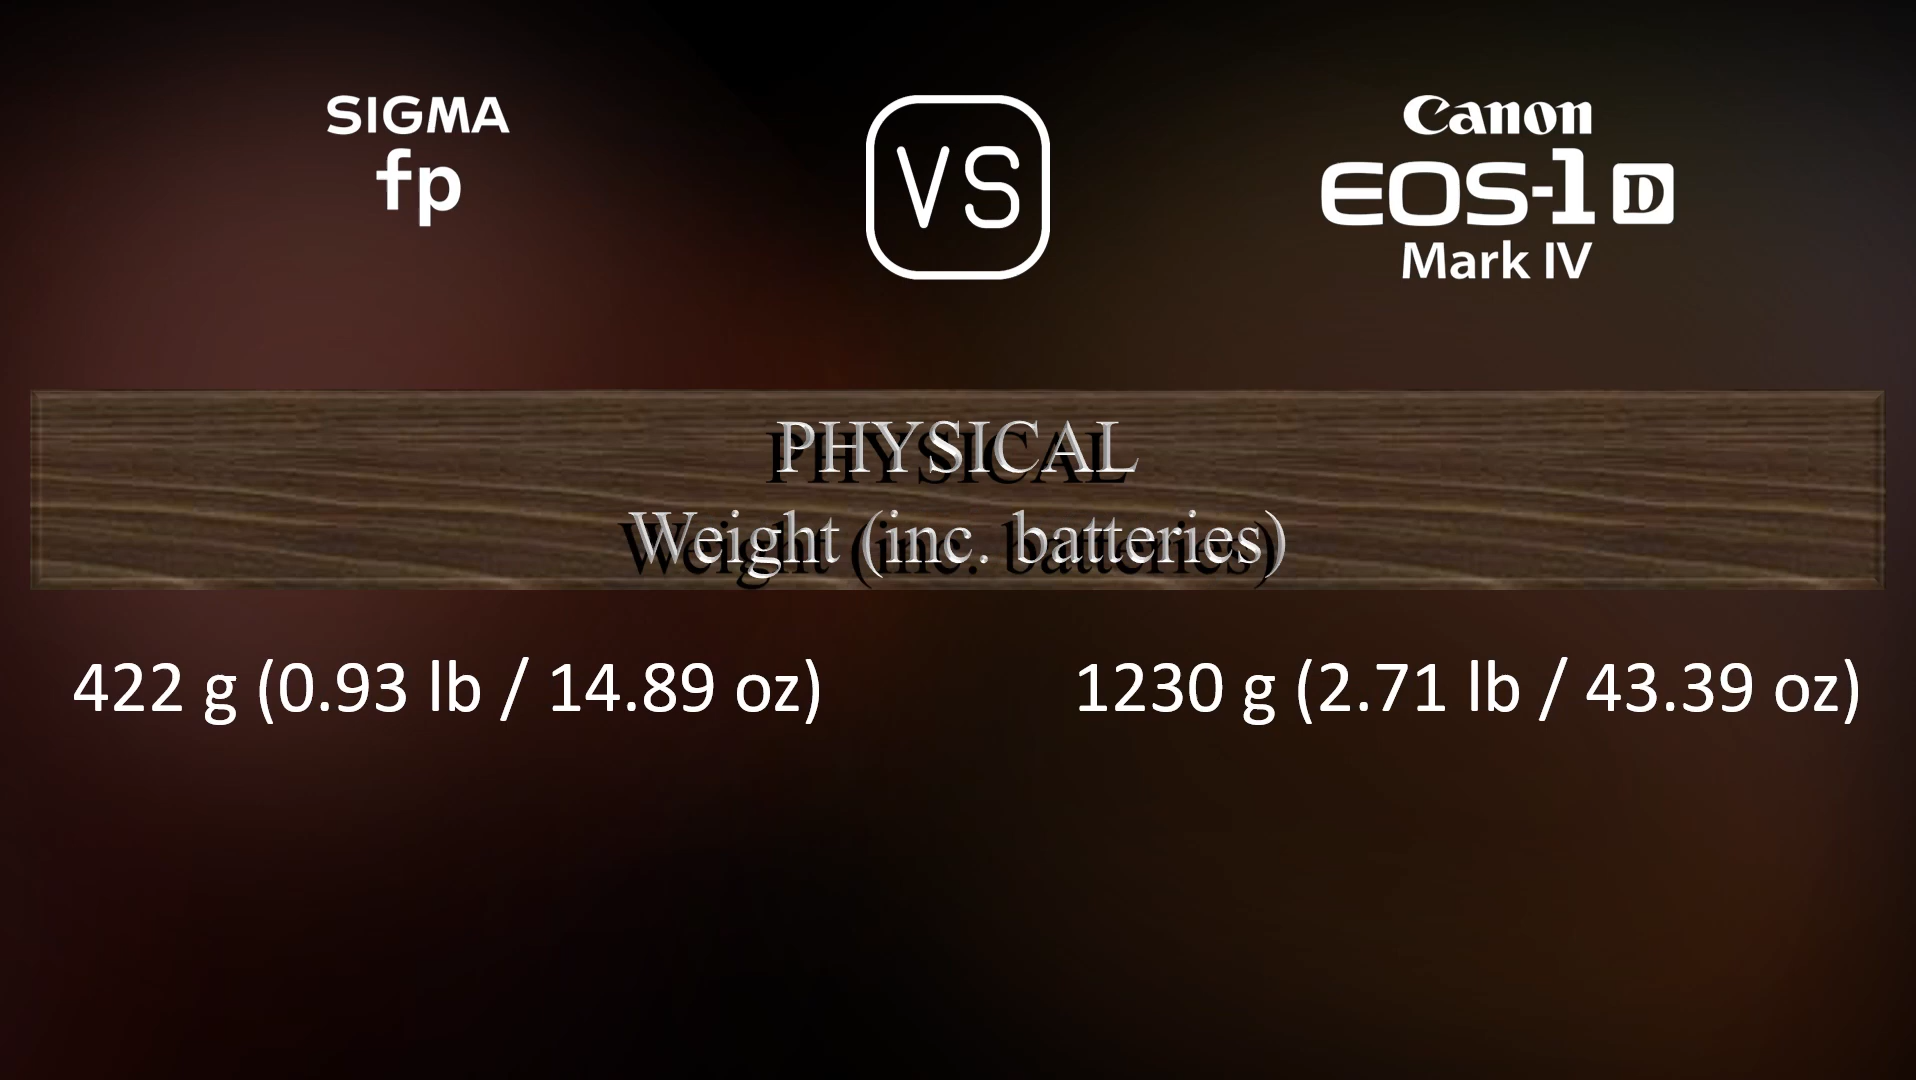 SIGMA
fp
VS
Canon
EOS-1 D
Mark IV
PHYSICAL
Weight (inc. batteries)
422 g (0.93 lb / 14.89 oz)
1230 g (2.71 lb / 43.39 oz)